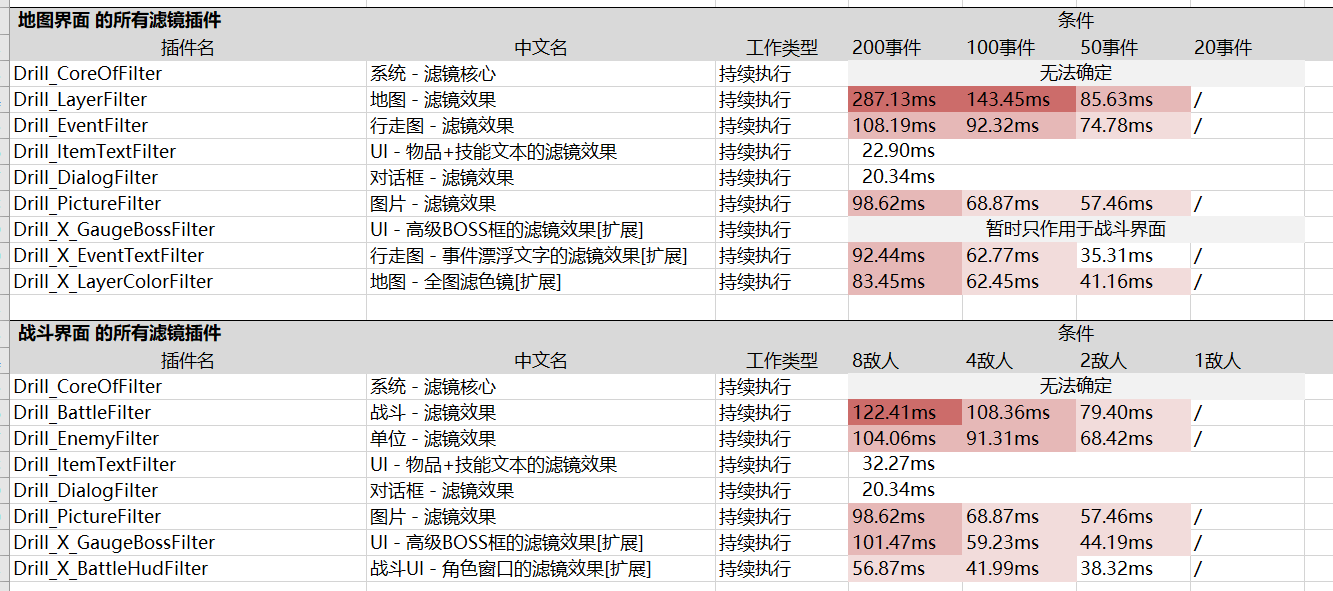 地图界面 的所有滤镜插件 条件
插件名 中文名 工作类型 200事件 100事件 50事件 20事件
Drill_CoreOfFilter 系统 - 滤镜核心 持续执行 无法确定
Drill_LayerFilter 地图 - 滤镜效果 持续执行 287.13ms 143.45ms 85.63ms /
Drill_EventFilter 行走图 - 滤镜效果 持续执行 108.19ms 92.32ms 74.78ms /
Drill_ItemTextFilter UI - 物品+技能文本的滤镜效果 持续执行 22.90ms
Drill_DialogFilter 对话框 - 滤镜效果 持续执行 20.34ms
Drill_PictureFilter 图片 - 滤镜效果 持续执行 98.62ms 68.87ms 57.46ms /
Drill_X_GaugeBossFilter UI - 高级BOSS框的滤镜效果[扩展] 持续执行 暂时只作用于战斗界面
Drill_X_EventTextFilter 行走图 - 事件漂浮文字的滤镜效果[扩展] 持续执行 92.44ms 62.77ms 35.31ms /
Drill_X_LayerColorFilter 地图 - 全图滤色镜[扩展] 持续执行 83.45ms 62.45ms 41.16ms /
战斗界面 的所有滤镜插件 条件
插件名 中文名 工作类型 8敌人 4敌人 2敌人 1敌人
Drill_CoreOfFilter 系统 - 滤镜核心 持续执行 无法确定
Drill_BattleFilter 战斗 - 滤镜效果 持续执行 122.41ms 108.36ms 79.40ms /
Drill_EnemyFilter 单位 - 滤镜效果 持续执行 104.06ms 91.31ms 68.42ms /
Drill_ItemTextFilter UI - 物品+技能文本的滤镜效果 持续执行 32.27ms
Drill_DialogFilter 对话框 - 滤镜效果 持续执行 20.34ms
Drill_PictureFilter 图片 - 滤镜效果 持续执行 98.62ms 68.87ms 57.46ms /
Drill_X_GaugeBossFilter UI - 高级BOSS框的滤镜效果[扩展] 持续执行 101.47ms 59.23ms 44.19ms /
Drill_X_BattleHudFilter 战斗UI - 角色窗口的滤镜效果[扩展] 持续执行 56.87ms 41.99ms 38.32ms /